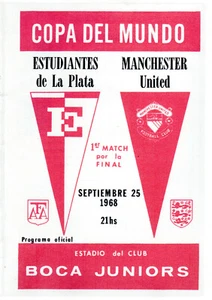 COPA DEL MUNDO
ESTUDIANTES
de La Plata
MANCHESTER
United
E
1er MATCH
por la
FINAL
SEPTIEMBRE 25
1968
21hs
AFA
Programa oficial
ESTADIO del CLUB
BOCA JUNIORS